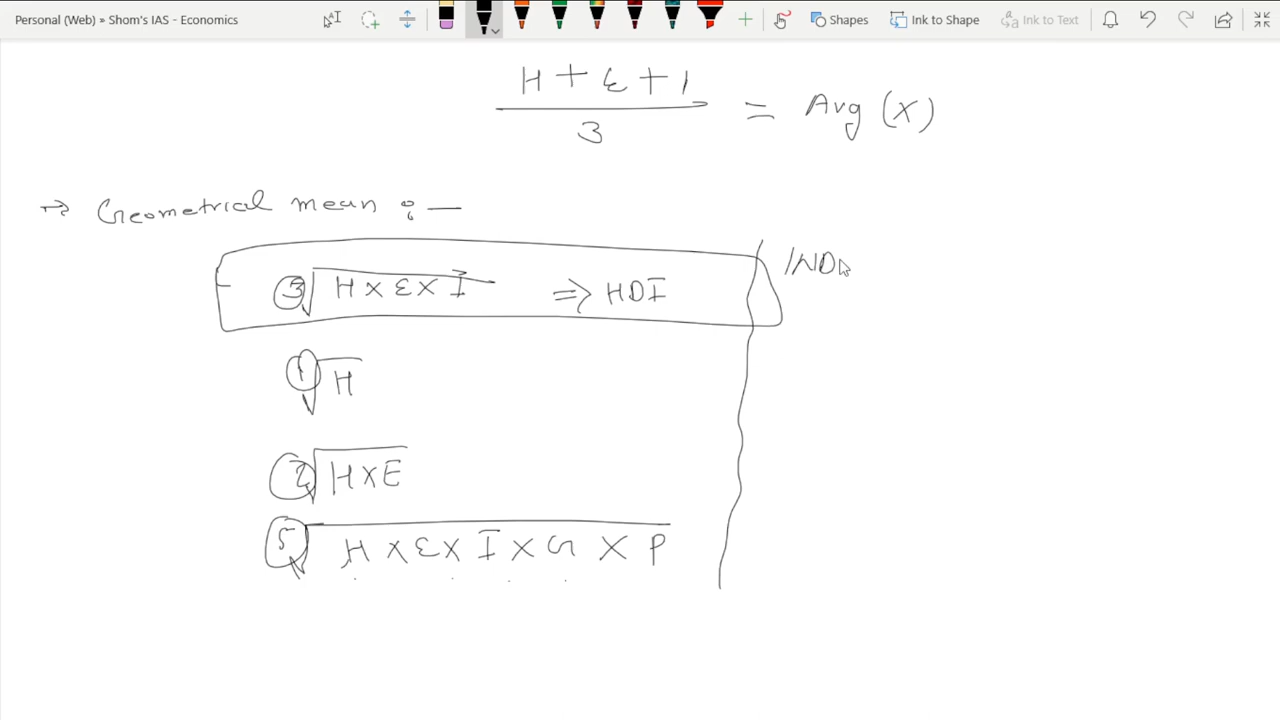 Personal (Web) » Shom's IAS - Economics
Shapes
Ink to Shape
Ink to Text
H + E + I
3
= Avg (X)
→ Geometrical mean : —
3√H X E X I ⇒ HDI
IND
1√H
2√H X E
5√H X E X I X G X P